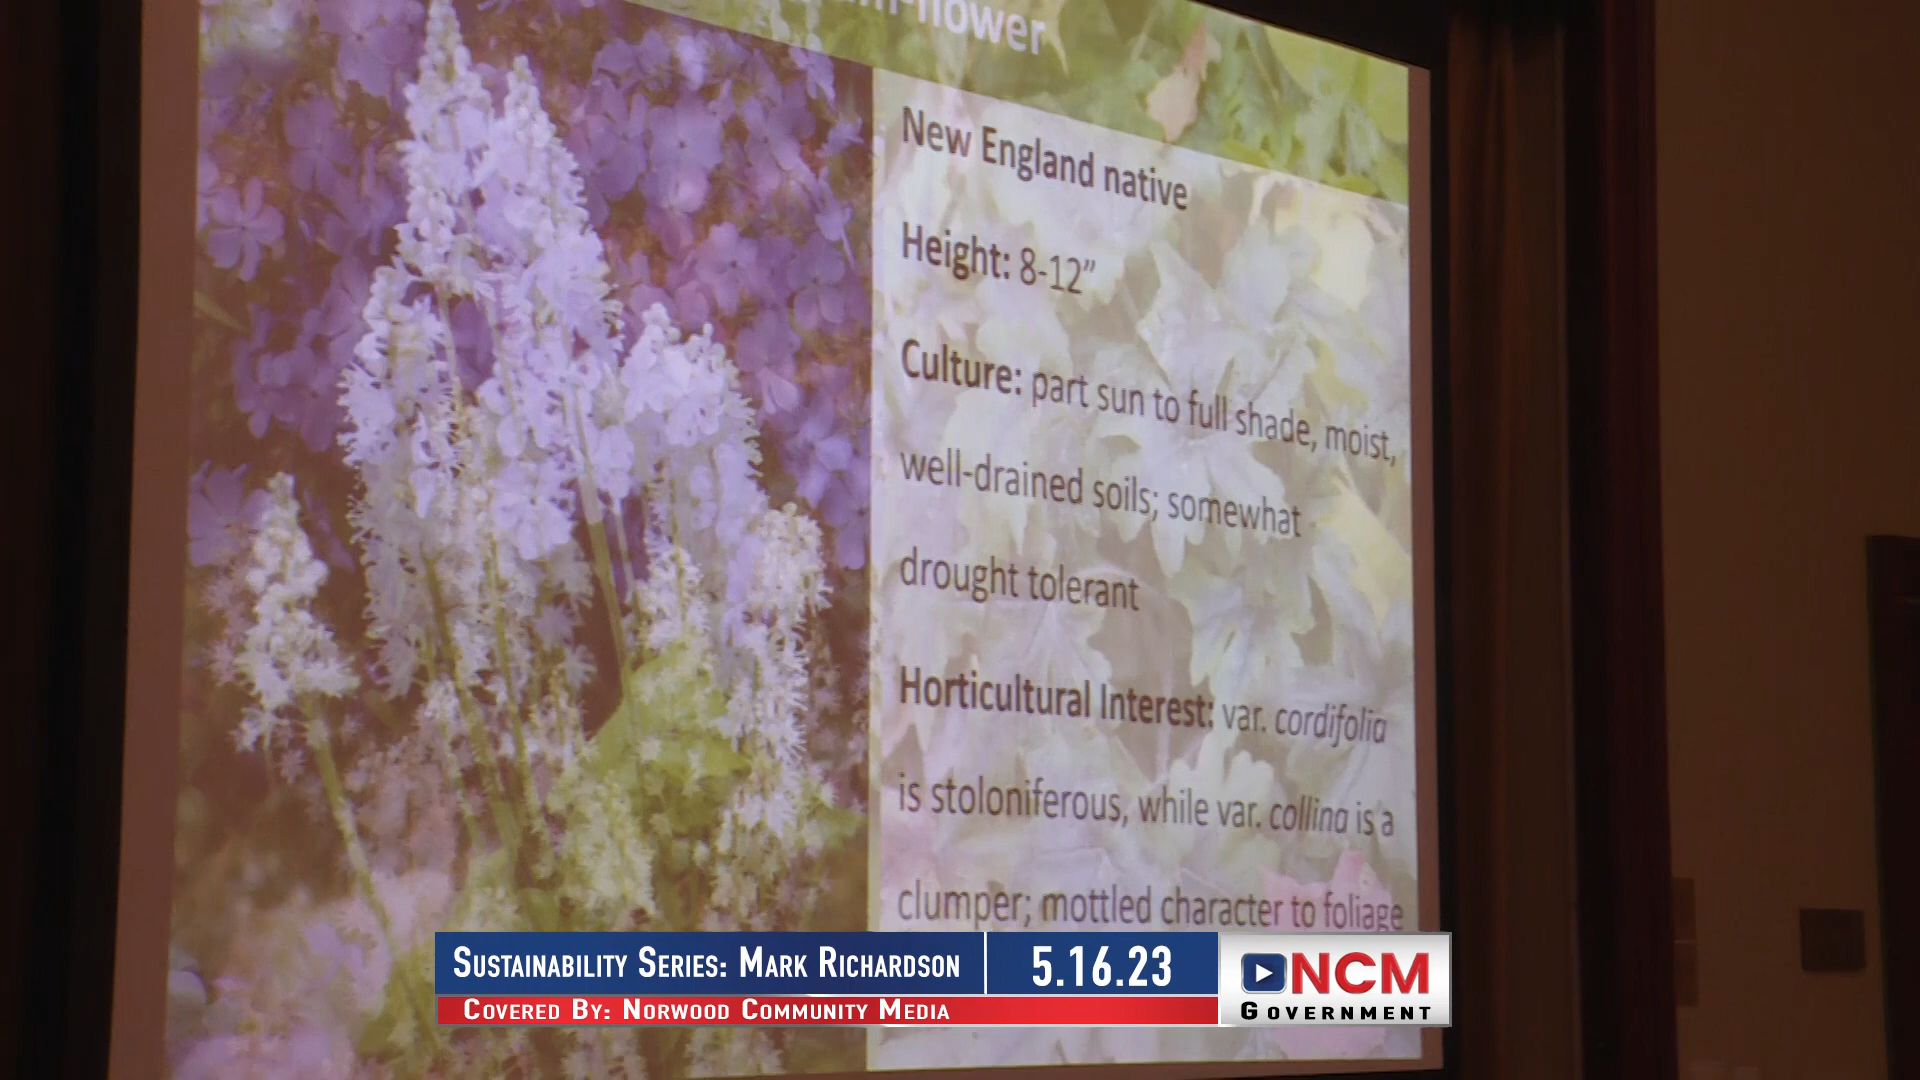 New England native
Height: 8-12”
Culture: part sun to full shade, moist,
well-drained soils; somewhat
drought tolerant
Horticultural Interest: var. cordifolia
is stoloniferous, while var. collina is a
clumper; mottled character to foliage
Sustainability Series: Mark Richardson
5.16.23
Covered By: Norwood Community Media
NCM
Government